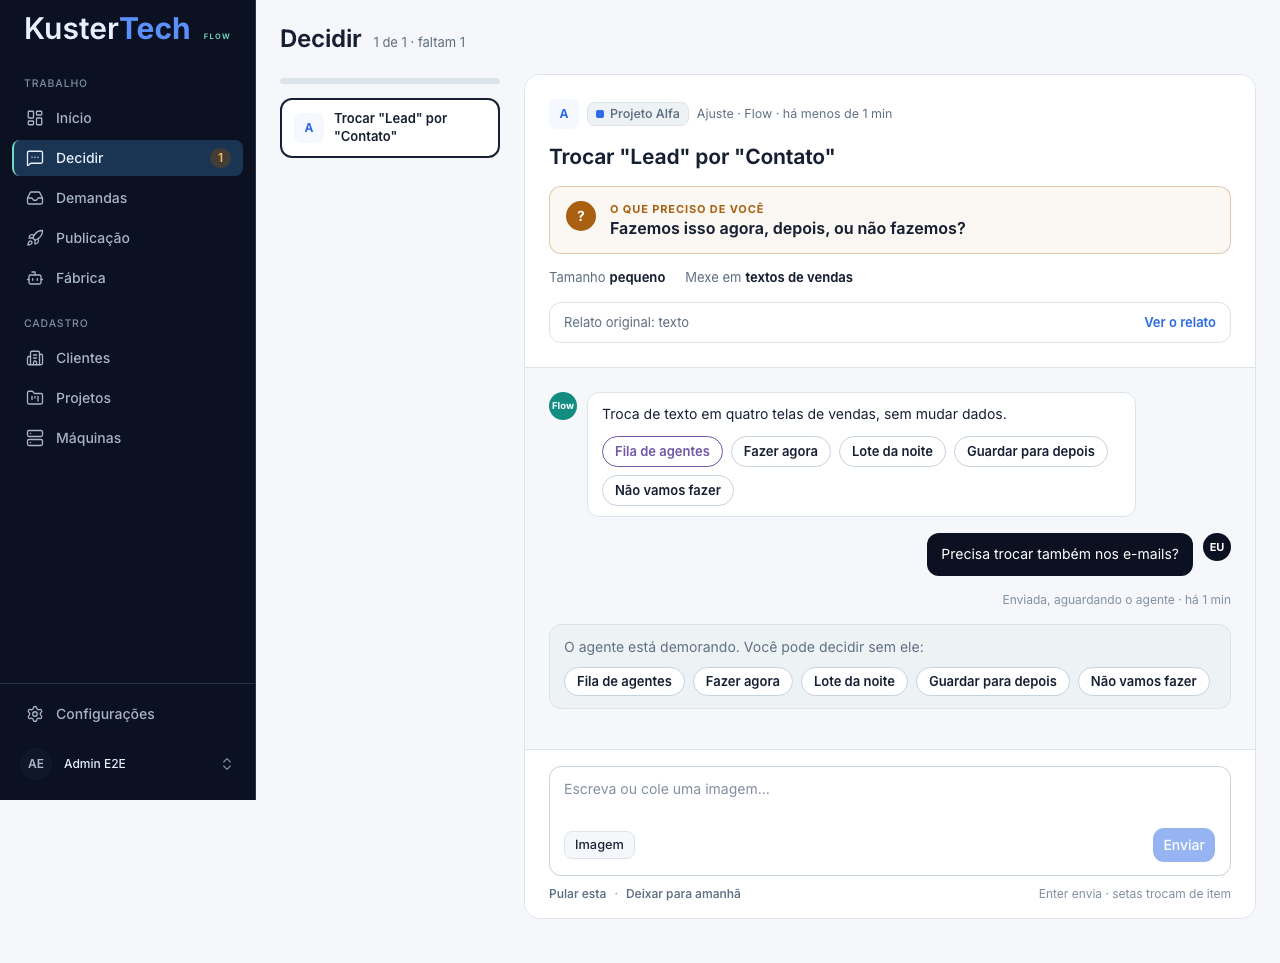 KusterTech FLOW
TRABALHO
Início
Decidir 1
Demandas
Publicação
Fábrica
CADASTRO
Clientes
Projetos
Máquinas
Configurações
AE Admin E2E
Decidir 1 de 1 · faltam 1
A Trocar "Lead" por
"Contato"
A Projeto Alfa Ajuste · Flow · há menos de 1 min
Trocar "Lead" por "Contato"
? O QUE PRECISO DE VOCÊ
Fazemos isso agora, depois, ou não fazemos?
Tamanho pequeno Mexe em textos de vendas
Relato original: texto Ver o relato
Flow Troca de texto em quatro telas de vendas, sem mudar dados.
Fila de agentes Fazer agora Lote da noite Guardar para depois
Não vamos fazer
Precisa trocar também nos e-mails? EU
Enviada, aguardando o agente · há 1 min
O agente está demorando. Você pode decidir sem ele:
Fila de agentes Fazer agora Lote da noite Guardar para depois Não vamos fazer
Escreva ou cole uma imagem...
Imagem Enviar
Pular esta · Deixar para amanhã Enter envia · setas trocam de item